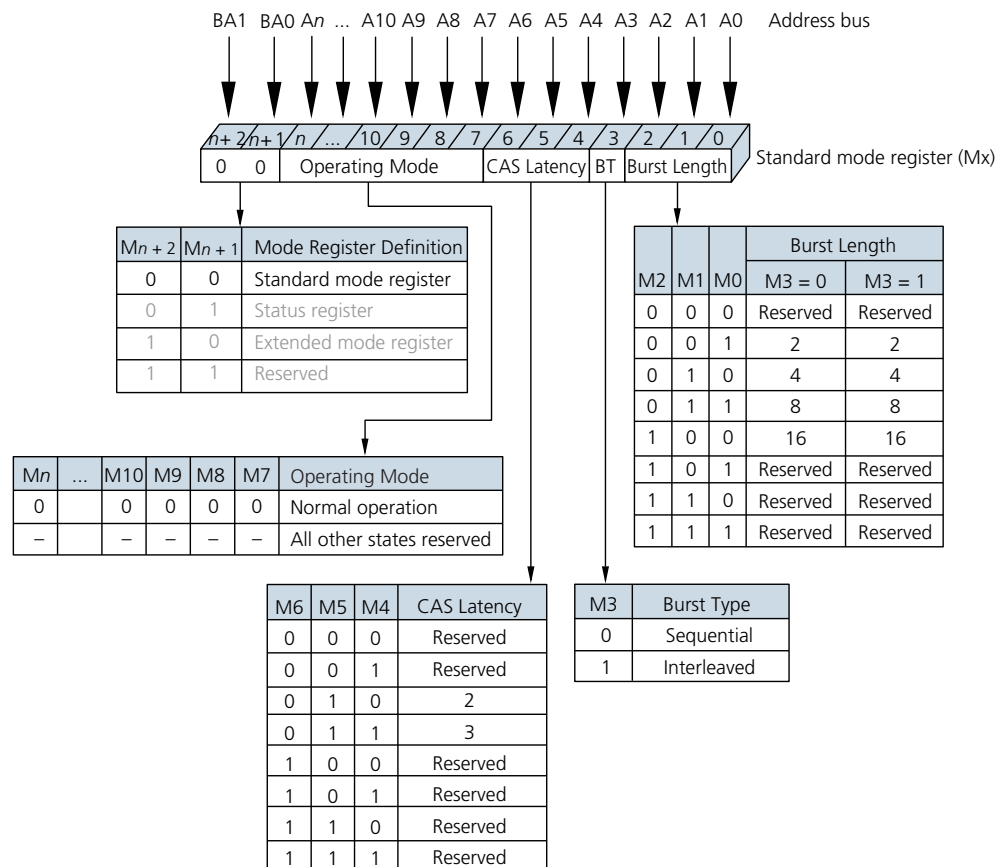 BA1 BA0 An ... A10 A9 A8 A7 A6 A5 A4 A3 A2 A1 A0 Address bus
n + 2 n + 1 n ... 10 9 8 7 6 5 4 3 2 1 0
0 0 Operating Mode CAS Latency BT Burst Length
Standard mode register (Mx)
Mn + 2 Mn + 1 Mode Register Definition
0 0 Standard mode register
0 1 Status register
1 0 Extended mode register
1 1 Reserved
Burst Length
M2 M1 M0 M3 = 0 M3 = 1
0 0 0 Reserved Reserved
0 0 1 2 2
0 1 0 4 4
0 1 1 8 8
1 0 0 16 16
1 0 1 Reserved Reserved
1 1 0 Reserved Reserved
1 1 1 Reserved Reserved
Mn ... M10 M9 M8 M7 Operating Mode
0 0 0 0 0 Normal operation
– – – – – All other states reserved
M6 M5 M4 CAS Latency
0 0 0 Reserved
0 0 1 Reserved
0 1 0 2
0 1 1 3
1 0 0 Reserved
1 0 1 Reserved
1 1 0 Reserved
1 1 1 Reserved
M3 Burst Type
0 Sequential
1 Interleaved